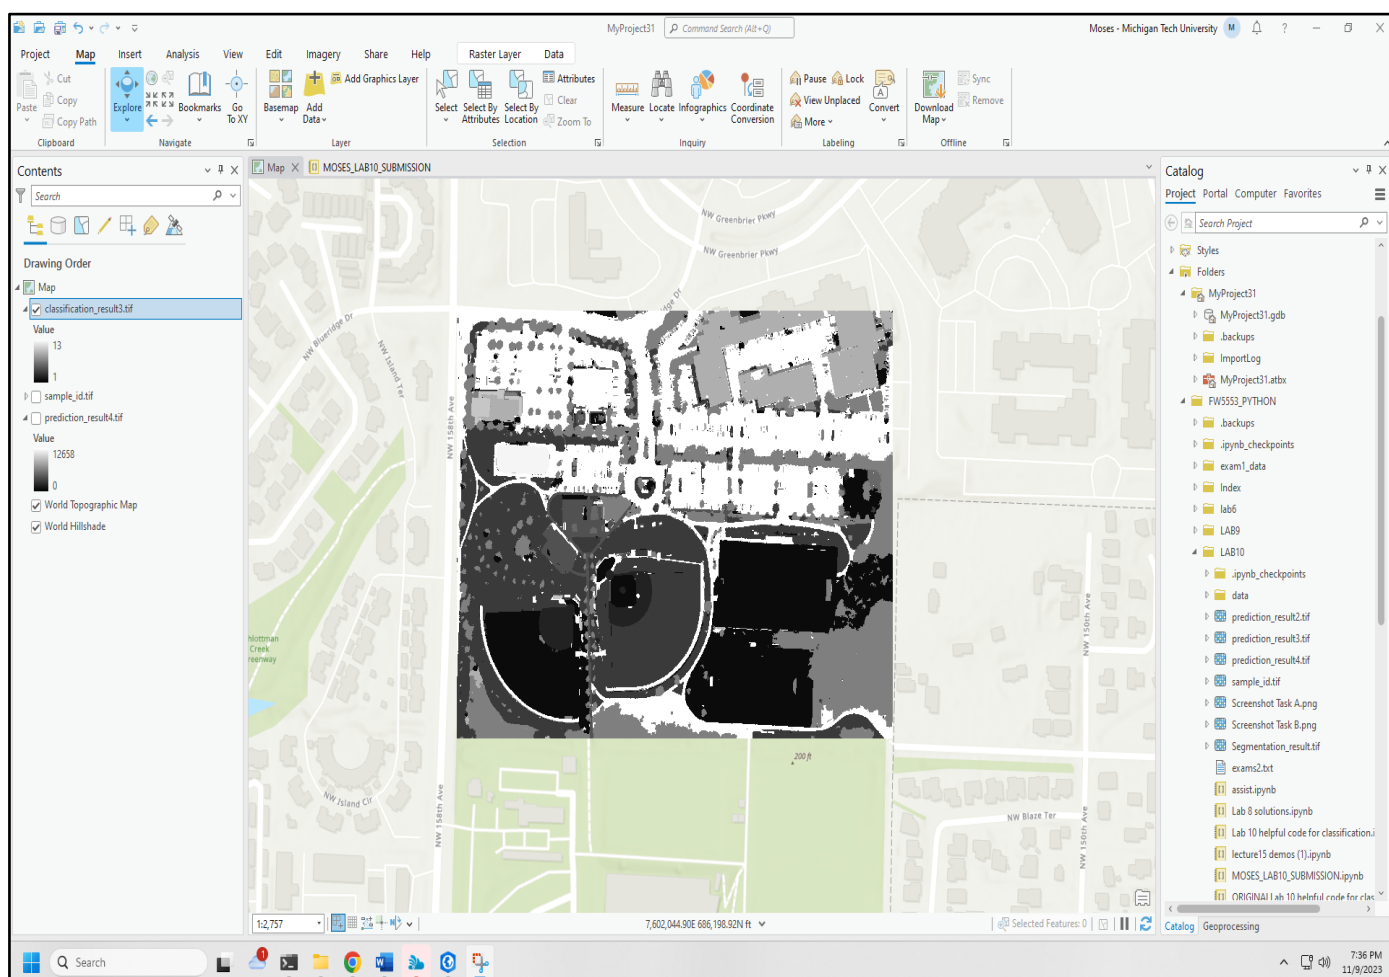 MyProject31
Command Search (Alt+Q)
Moses - Michigan Tech University
M
?
Project
Map
Insert
Analysis
View
Edit
Imagery
Share
Help
Raster Layer
Data
Paste
Cut
Copy
Copy Path
Clipboard
Explore
Bookmarks
Go To XY
Navigate
Basemap
Add Data
Add Graphics Layer
Layer
Select
Select By Attributes
Select By Location
Attributes
Clear
Zoom To
Selection
Measure
Locate
Infographics
Coordinate Conversion
Inquiry
Pause
Lock
View Unplaced
More
Convert
Labeling
Download Map
Sync
Remove
Offline
Contents
Search
Drawing Order
Map
classification_result3.tif
Value
13
1
sample_id.tif
prediction_result4.tif
Value
12658
0
World Topographic Map
World Hillshade
Map
MOSES_LAB10_SUBMISSION
NW Greenbrier Pkwy
NW Greenbrier Pkwy
NW Blueridge Dr
NW Island Ter
NW 158th Ave
NW 150th Ave
Creek
200 ft
NW Island Cir
NW 158th Ave
NW Blaze Ter
NW 150th Ave
1:2,757
7,602,044.90E 686,198.92N ft
Selected Features: 0
Catalog
Project
Portal
Computer
Favorites
Search Project
Styles
Folders
MyProject31
MyProject31.gdb
.backups
ImportLog
MyProject31.atbx
FW5553_PYTHON
.backups
.ipynb_checkpoints
exam1_data
Index
lab6
LAB9
LAB10
.ipynb_checkpoints
data
prediction_result2.tif
prediction_result3.tif
prediction_result4.tif
sample_id.tif
Screenshot Task A.png
Screenshot Task B.png
Segmentation_result.tif
exams2.txt
assist.ipynb
Lab 8 solutions.ipynb
Lab 10 helpful code for classification.i
lecture15 demos (1).ipynb
MOSES_LAB10_SUBMISSION.ipynb
ORIGINAL Lab 10 helpful code for clas
Catalog
Geoprocessing
Search
1
7:36 PM
11/9/2023